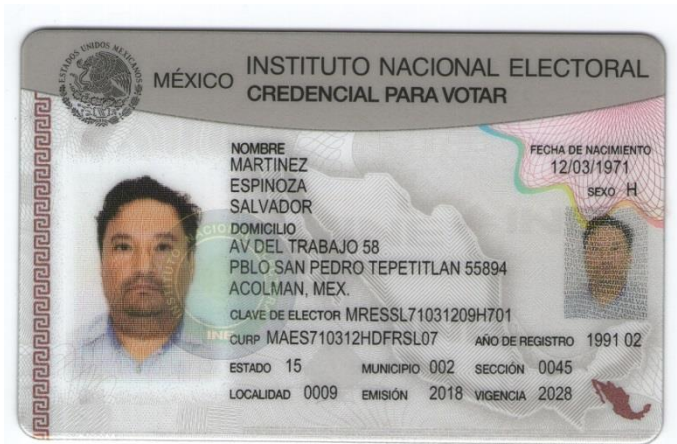 ESTADOS UNIDOS MEXICANOS
MÉXICO INSTITUTO NACIONAL ELECTORAL
CREDENCIAL PARA VOTAR
NOMBRE
MARTINEZ
ESPINOZA
SALVADOR
FECHA DE NACIMIENTO
12/03/1971
SEXO H
DOMICILIO
AV DEL TRABAJO 58
PBLO SAN PEDRO TEPETITLAN 55894
ACOLMAN, MEX.
CLAVE DE ELECTOR MRESSL71031209H701
CURP MAES710312HDFRSL07 AÑO DE REGISTRO 1991 02
ESTADO 15 MUNICIPIO 002 SECCIÓN 0045
LOCALIDAD 0009 EMISIÓN 2018 VIGENCIA 2028